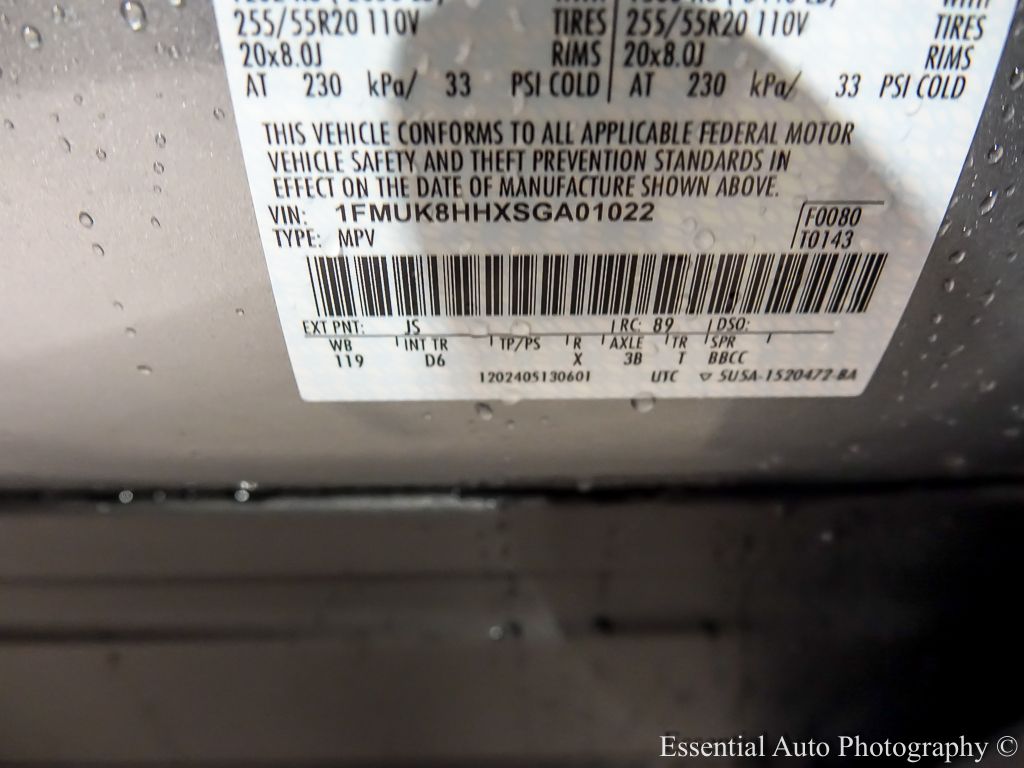 255/55R20 110V TIRES 255/55R20 110V TIRES
20x8.0J RIMS 20x8.0J RIMS
AT 230 kPa/ 33 PSI COLD AT 230 kPa/ 33 PSI COLD
THIS VEHICLE CONFORMS TO ALL APPLICABLE FEDERAL MOTOR
VEHICLE SAFETY AND THEFT PREVENTION STANDARDS IN
EFFECT ON THE DATE OF MANUFACTURE SHOWN ABOVE.
VIN: 1FMUK8HHXSGA01022 F0080
TYPE: MPV T0143
EXT PNT: JS RC: 89 DSO:
WB INT TR TP/PS R AXLE TR SPR
119 D6 X 3B T BBCC
1202405130601 UTC ▽ SU5A-1520472-BA
Essential Auto Photography ©